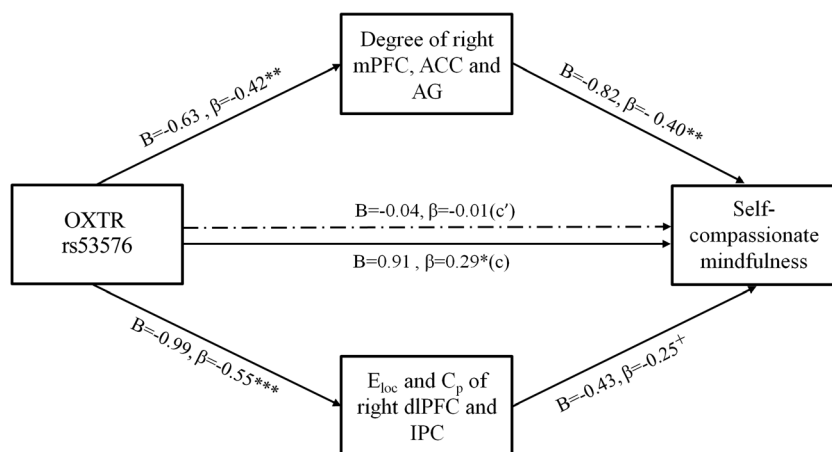 Degree of right
mPFC, ACC and
AG
B=-0.63 , β=-0.42**
B=-0.82, β=- 0.40**
OXTR
rs53576
B=-0.04, β=-0.01(c′)
B=0.91 , β=0.29*(c)
Self-
compassionate
mindfulness
B=-0.99, β=-0.55***
B=-0.43, β=-0.25+
Eloc and Cp of
right dlPFC and
IPC